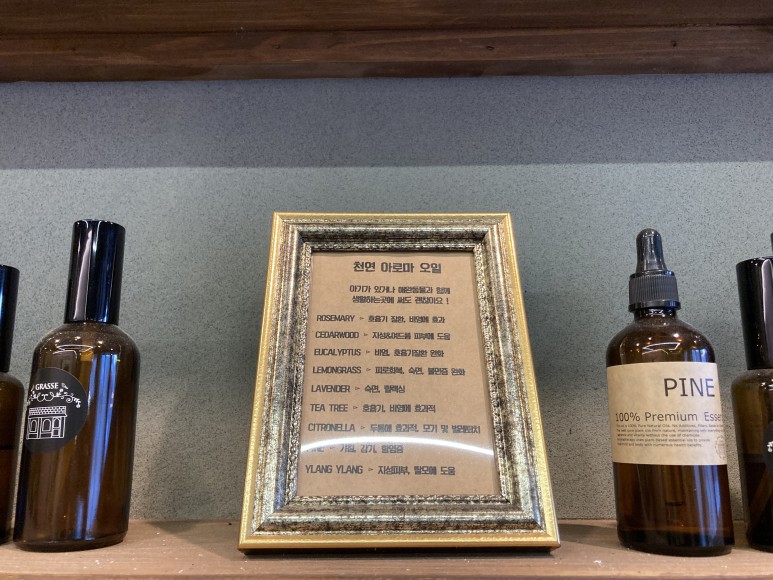 GRASSE
천연 아로마 오일
아기가 있거나 애완동물과 함께
생활하는곳에 써도 괜찮아요 !
ROSEMARY - 호흡기 질환, 비염에 효과
CEDARWOOD - 지성&여드름 피부에 도움
EUCALYPTUS - 비염, 호흡기질환 완화
LEMONGRASS - 피로회복, 숙면, 불면증 완화
LAVENDER - 숙면, 릴랙싱
TEA TREE - 호흡기, 비염에 효과적
CITRONELLA - 두통에 효과적, 모기 및 벌레퇴치
기침, 감기, 항염증
YLANG YLANG - 지성피부, 탈모에 도움
PINE
100% Premium